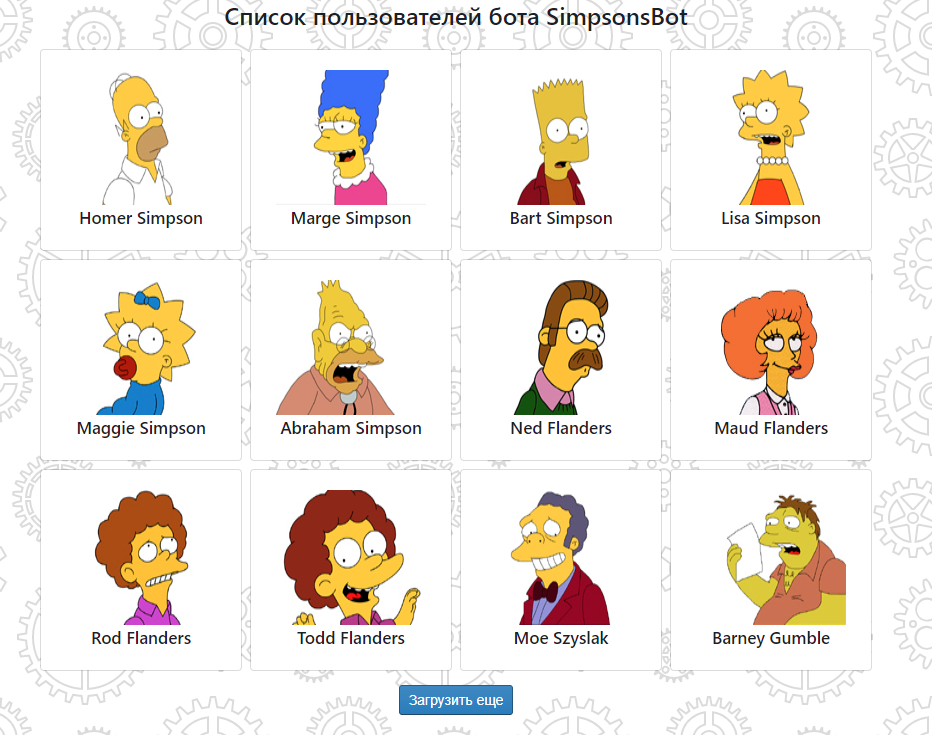 Список пользователей бота SimpsonsBot
Homer Simpson
Marge Simpson
Bart Simpson
Lisa Simpson
Maggie Simpson
Abraham Simpson
Ned Flanders
Maud Flanders
Rod Flanders
Todd Flanders
Moe Szyslak
Barney Gumble
Загрузить еще